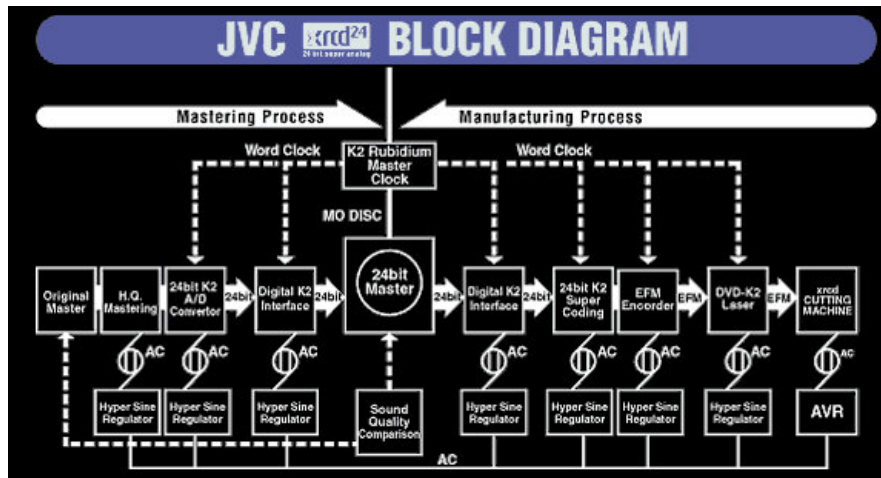 JVC xrcd24 BLOCK DIAGRAM
24 bit super analog
Mastering Process
Manufacturing Process
Word Clock
K2 Rubidium
Master
Clock
Word Clock
MO DISC
Original
Master
H.Q.
Mastering
24bit K2
A/D
Convertor
24bit
Digital K2
Interface
24bit
24bit
Master
24bit
Digital K2
Interface
24bit
24bit K2
Super
Coding
EFM
Encorder
EFM
DVD-K2
Laser
EFM
xrcd
CUTTING
MACHINE
AC
AC
AC
AC
AC
AC
AC
AC
Hyper Sine
Regulator
Hyper Sine
Regulator
Hyper Sine
Regulator
Sound
Quality
Comparison
Hyper Sine
Regulator
Hyper Sine
Regulator
Hyper Sine
Regulator
Hyper Sine
Regulator
AVR
AC